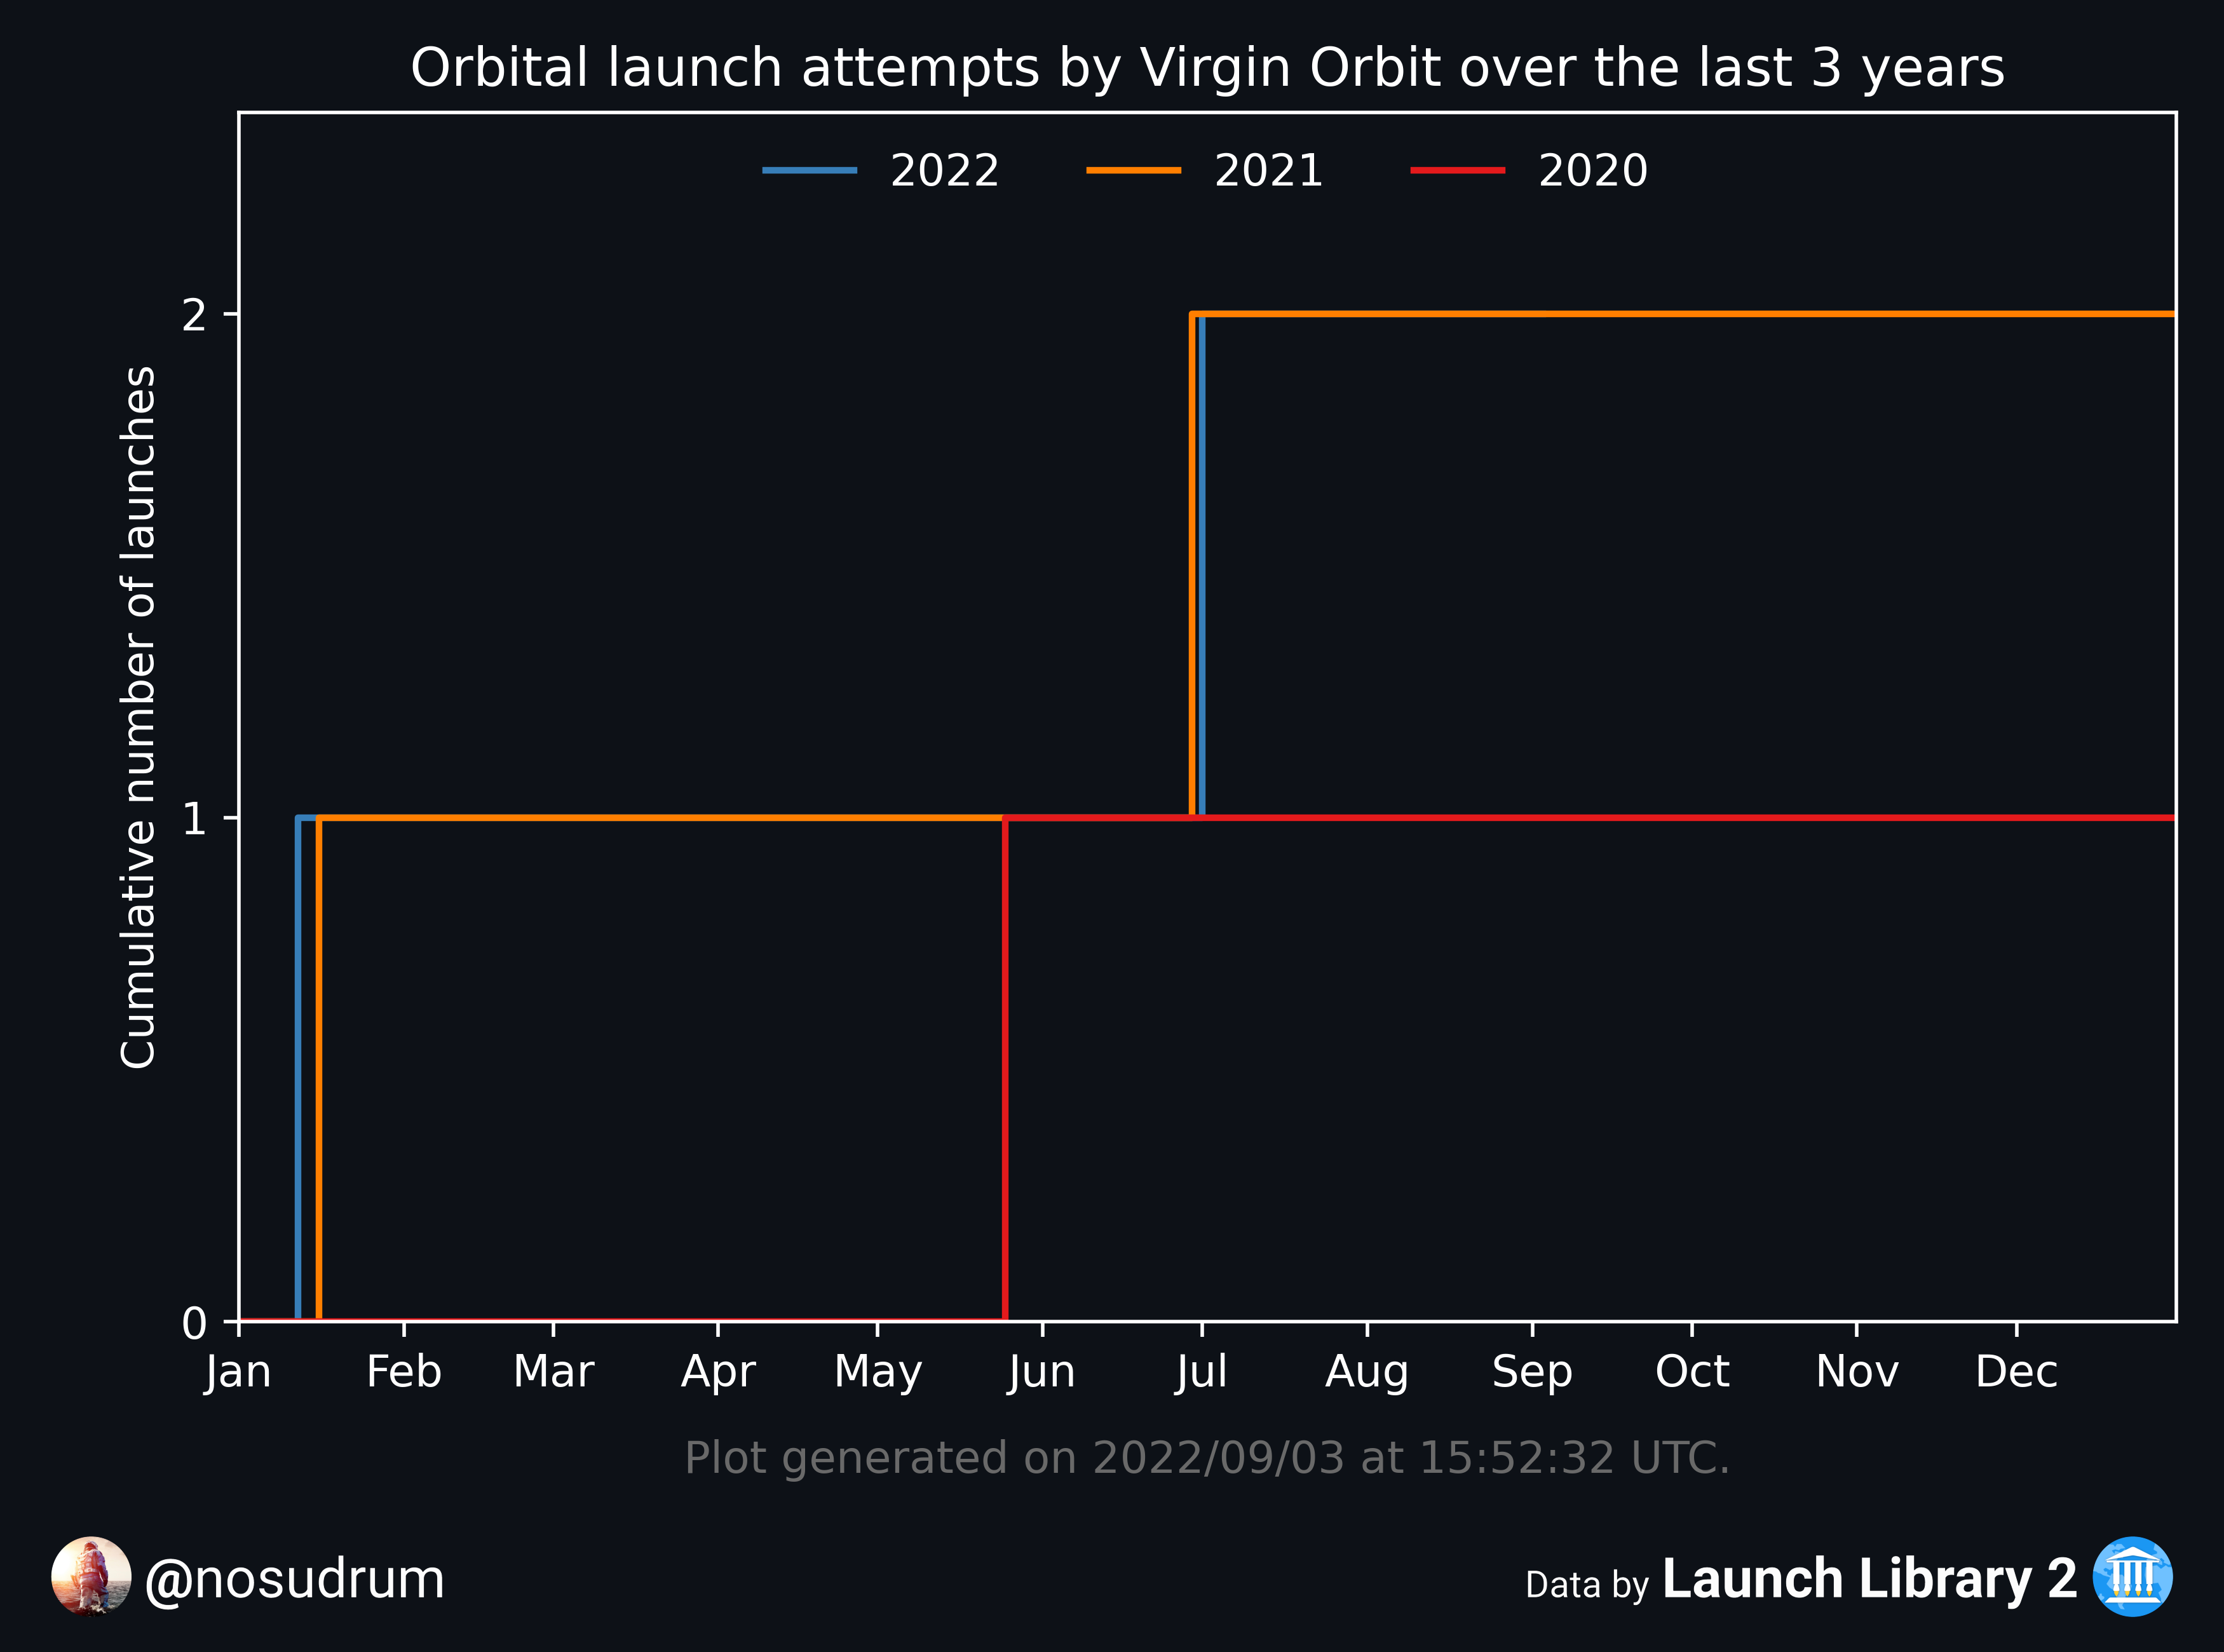 Orbital launch attempts by Virgin Orbit over the last 3 years
2022 2021 2020
Cumulative number of launches
2
1
0
Jan Feb Mar Apr May Jun Jul Aug Sep Oct Nov Dec
Plot generated on 2022/09/03 at 15:52:32 UTC.
@nosudrum
Data by Launch Library 2